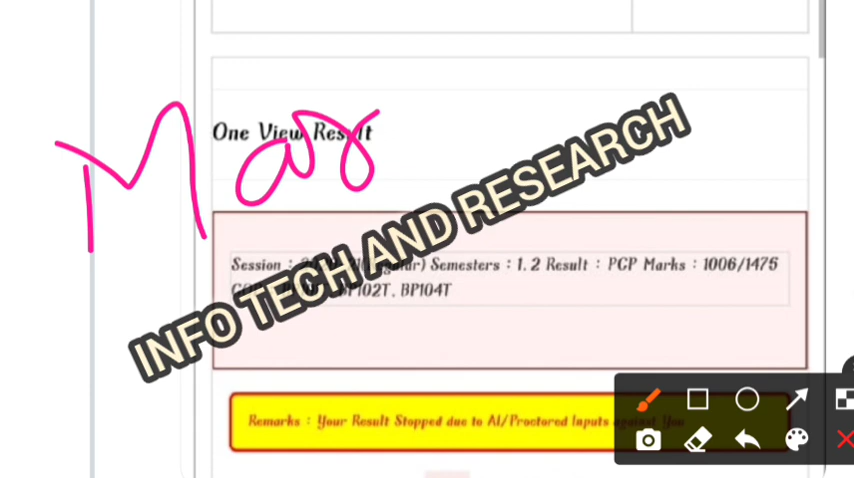 One View Result
Mar
Session : (Regular) Semesters : 1, 2 Result : PCP Marks : 1006/1475
BP102T, BP104T
INFO TECH AND RESEARCH
Remarks : Your Result Stopped due to AI/Proctored Inputs against You